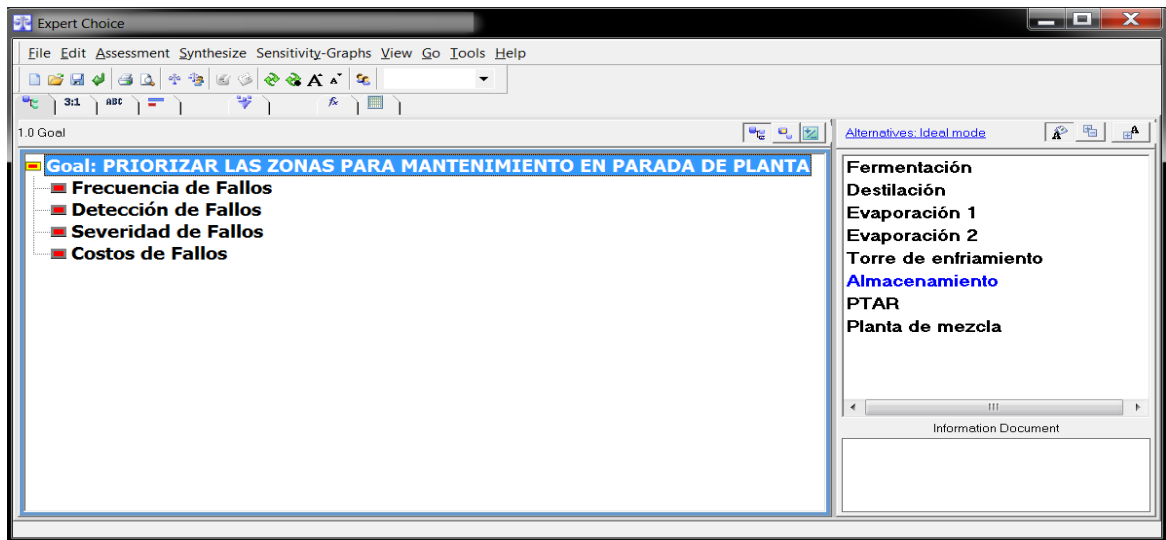 Expert Choice
File Edit Assessment Synthesize Sensitivity-Graphs View Go Tools Help
A A
3:1 ABC fx
1.0 Goal
Goal: PRIORIZAR LAS ZONAS PARA MANTENIMIENTO EN PARADA DE PLANTA
Frecuencia de Fallos
Detección de Fallos
Severidad de Fallos
Costos de Fallos
Alternatives: Ideal mode
A A
Fermentación
Destilación
Evaporación 1
Evaporación 2
Torre de enfriamiento
Almacenamiento
PTAR
Planta de mezcla
Information Document